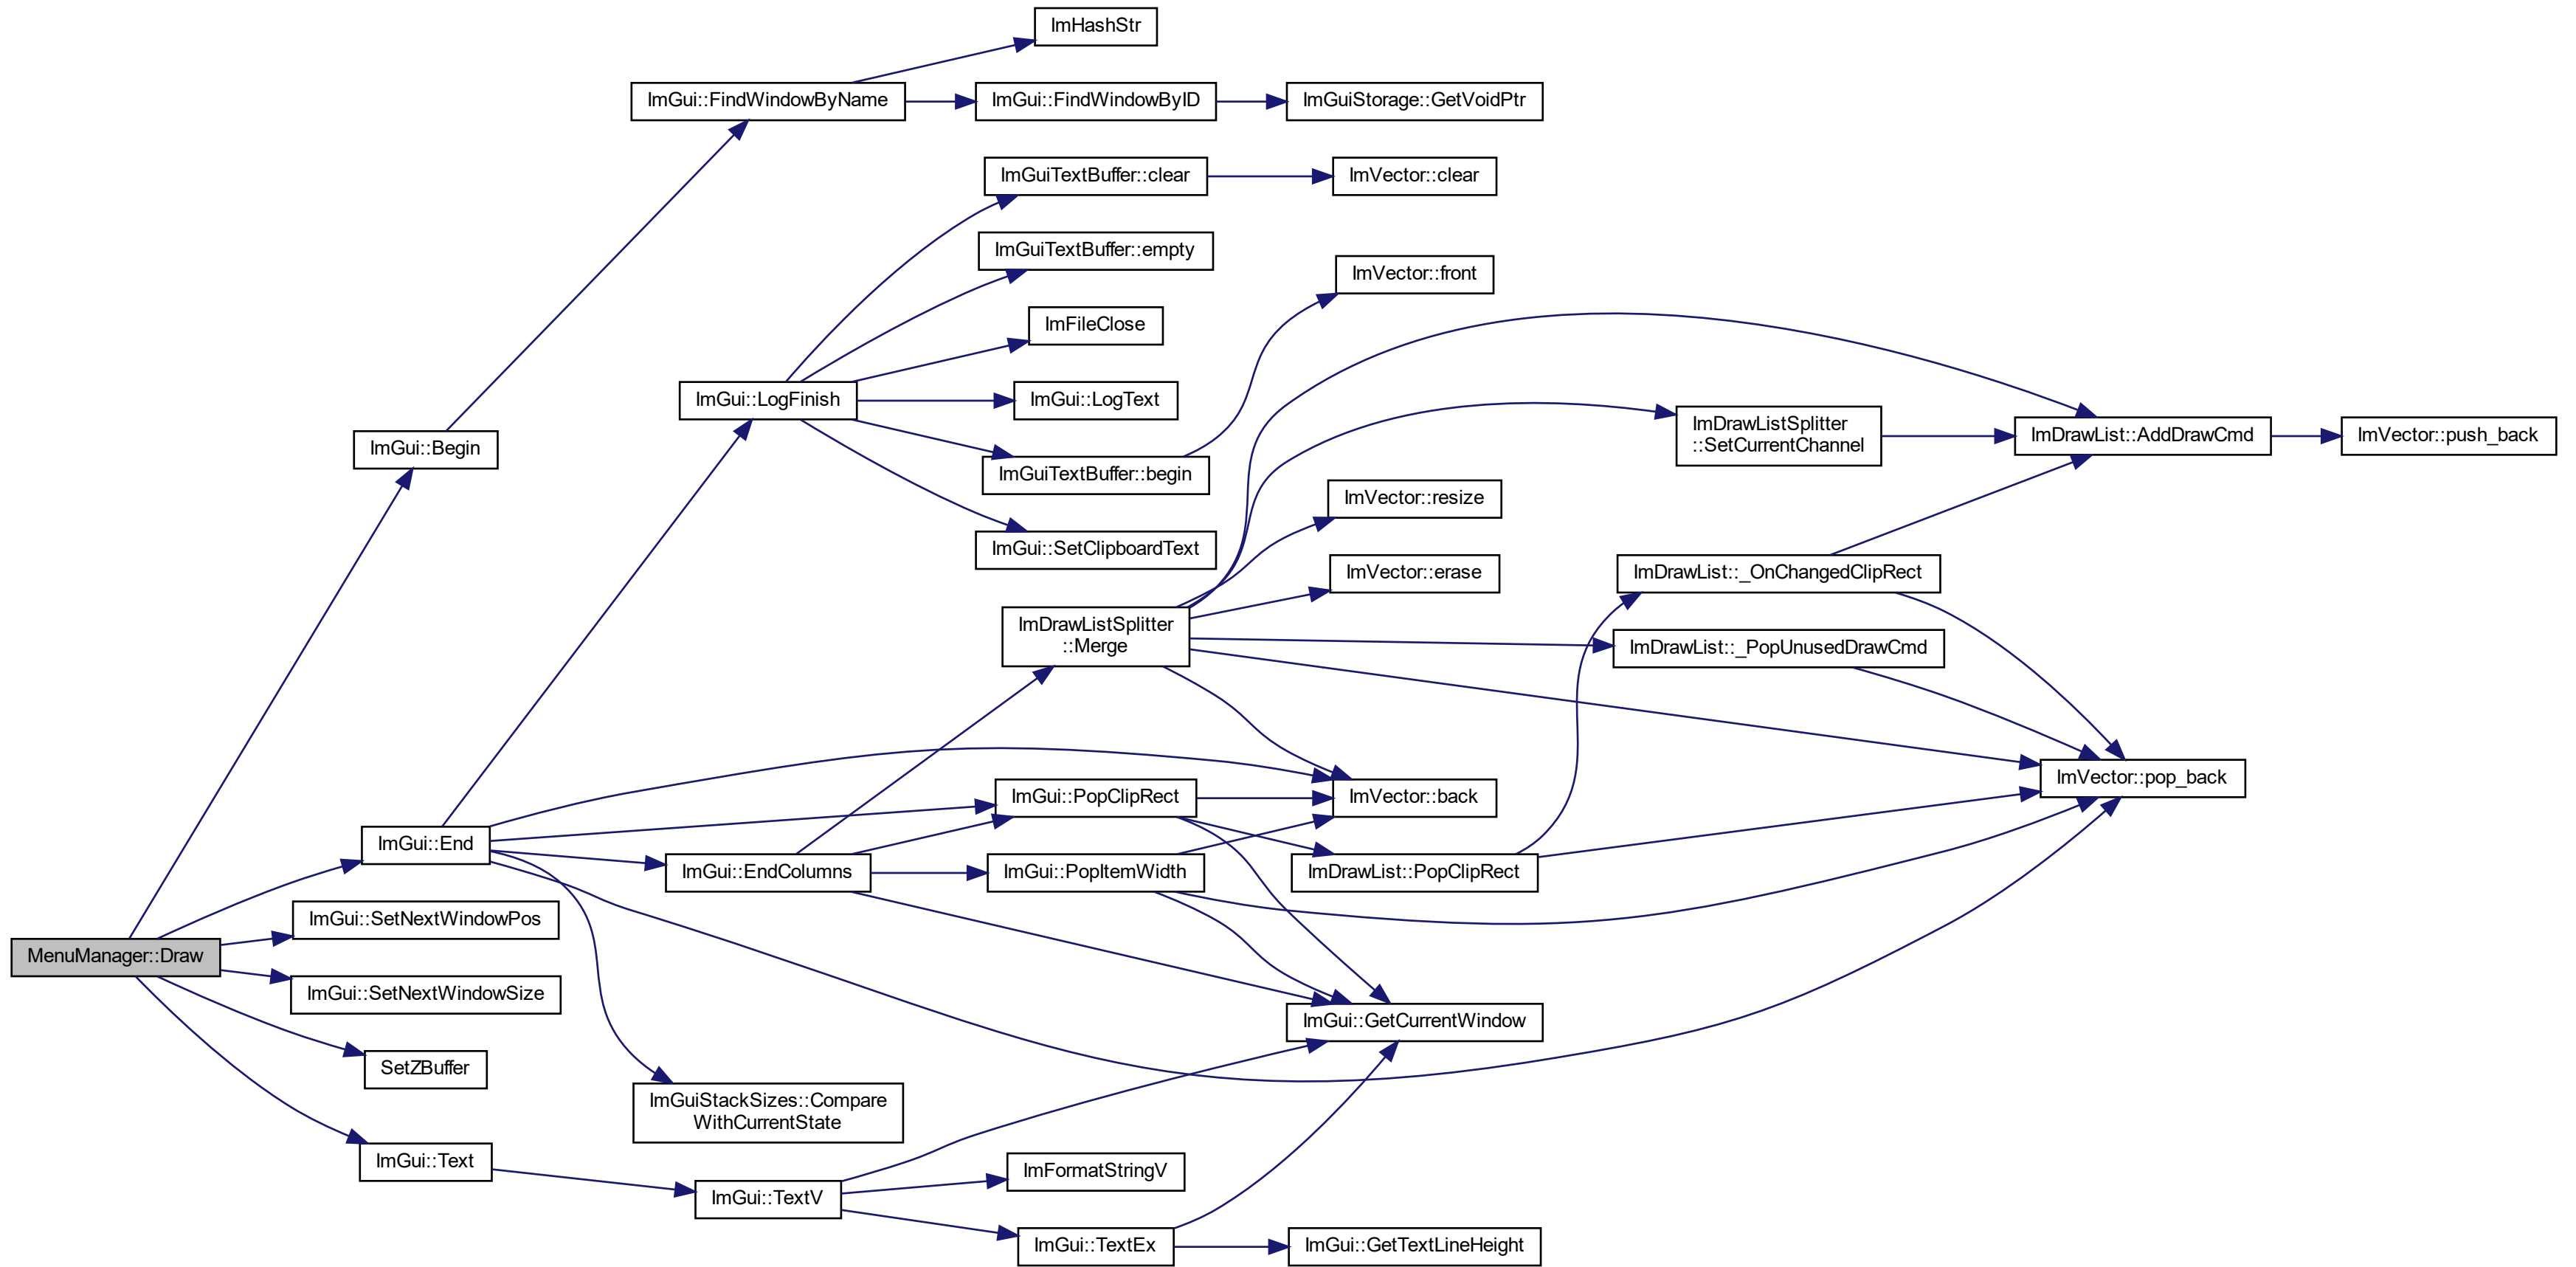 ImHashStr
ImGui::FindWindowByName
ImGui::FindWindowByID
ImGuiStorage::GetVoidPtr
ImGuiTextBuffer::clear
ImVector::clear
ImGuiTextBuffer::empty
ImVector::front
ImFileClose
ImGui::LogFinish
ImGui::LogText
ImGui::Begin
ImDrawListSplitter
::SetCurrentChannel
ImDrawList::AddDrawCmd
ImVector::push_back
ImGuiTextBuffer::begin
ImVector::resize
ImGui::SetClipboardText
ImVector::erase
ImDrawList::_OnChangedClipRect
ImDrawListSplitter
::Merge
ImDrawList::_PopUnusedDrawCmd
ImVector::pop_back
ImGui::PopClipRect
ImVector::back
ImGui::End
ImGui::EndColumns
ImGui::PopItemWidth
ImDrawList::PopClipRect
ImGui::SetNextWindowPos
MenuManager::Draw
ImGui::SetNextWindowSize
ImGui::GetCurrentWindow
SetZBuffer
ImGuiStackSizes::Compare
WithCurrentState
ImGui::Text
ImFormatStringV
ImGui::TextV
ImGui::TextEx
ImGui::GetTextLineHeight